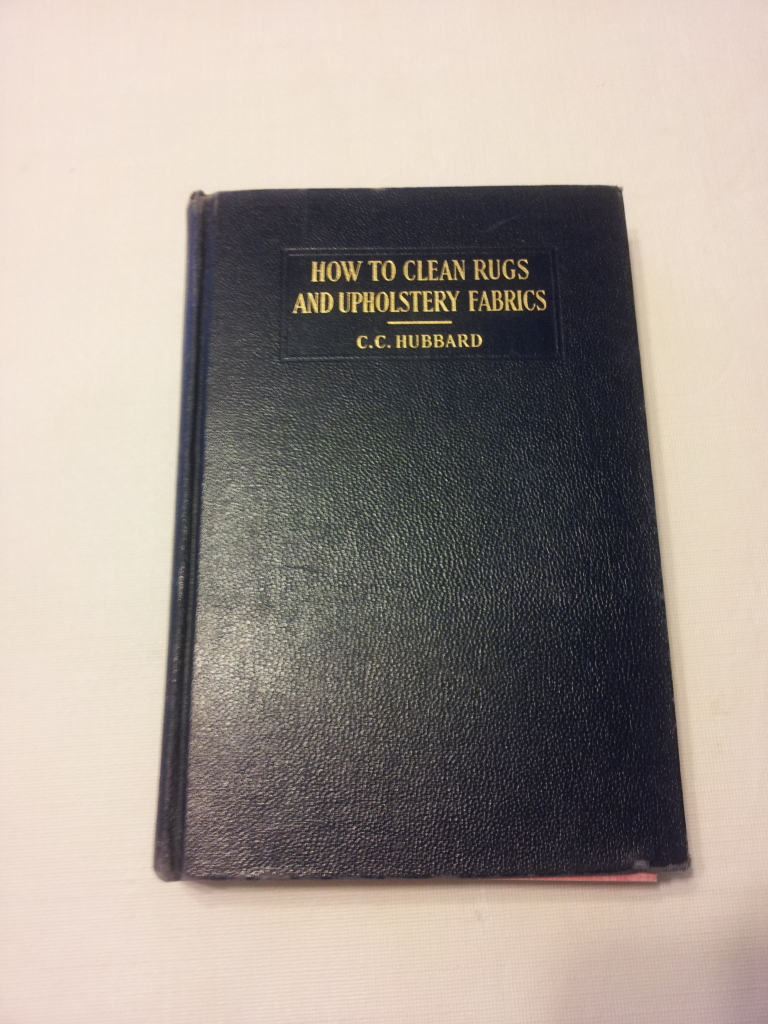 HOW TO CLEAN RUGS
AND UPHOLSTERY FABRICS
C.C. HUBBARD